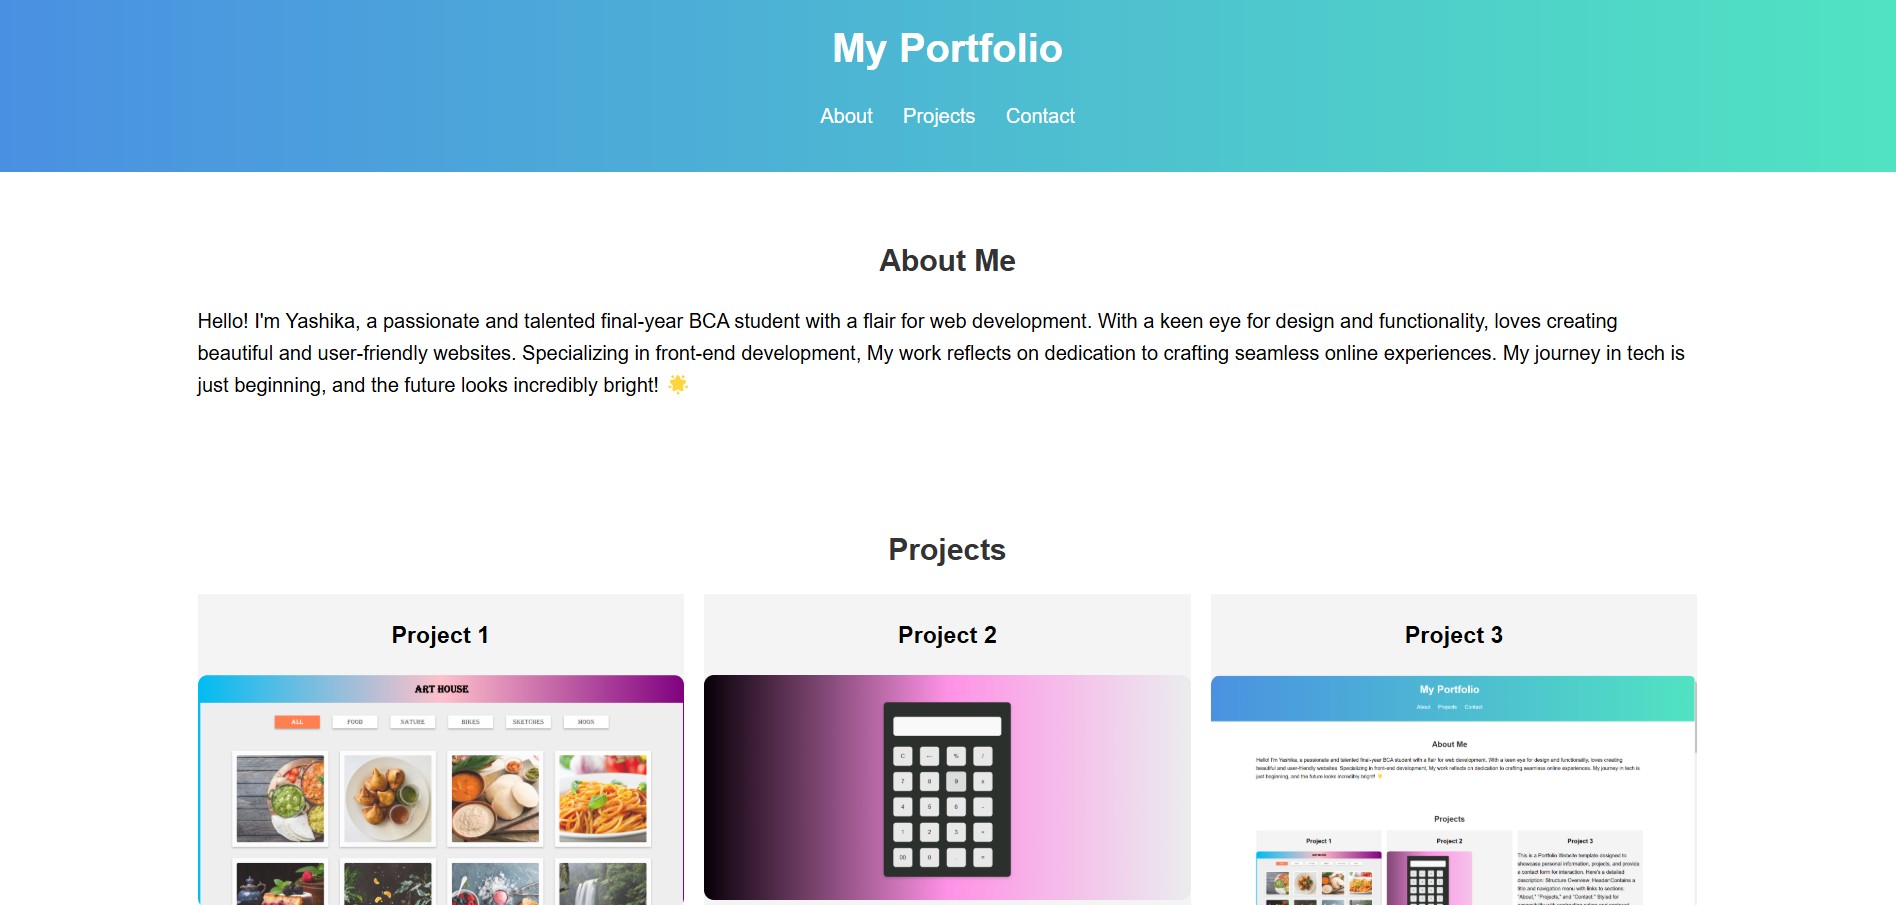 My Portfolio
About Projects Contact
About Me
Hello! I'm Yashika, a passionate and talented final-year BCA student with a flair for web development. With a keen eye for design and functionality, loves creating
beautiful and user-friendly websites. Specializing in front-end development, My work reflects on dedication to crafting seamless online experiences. My journey in tech is
just beginning, and the future looks incredibly bright! 🌟
Projects
Project 1
Project 2
Project 3
ART HOUSE
ALL FOOD NATURE BIKES SKETCHES MOON
C ← % /
7 8 9
4 5 6 -
1 2 3 +
00 0 . =
My Portfolio
About Projects Contact
About Me
Hello! I'm Yashika, a passionate and talented final-year BCA student with a flair for web development. With a keen eye for design and functionality, loves creating
beautiful and user-friendly websites. Specializing in front-end development, My work reflects on dedication to crafting seamless online experiences. My journey in tech is
just beginning, and the future looks incredibly bright! 🌟
Projects
Project 1
Project 2
Project 3
This is a Portfolio Website template designed to
showcase personal information, projects, and provide
a contact form for interaction. Here's a detailed
description: Structure Overview: Header:Contains a
title and navigation menu with links to sections:
"About," "Projects," and "Contact." Styled for